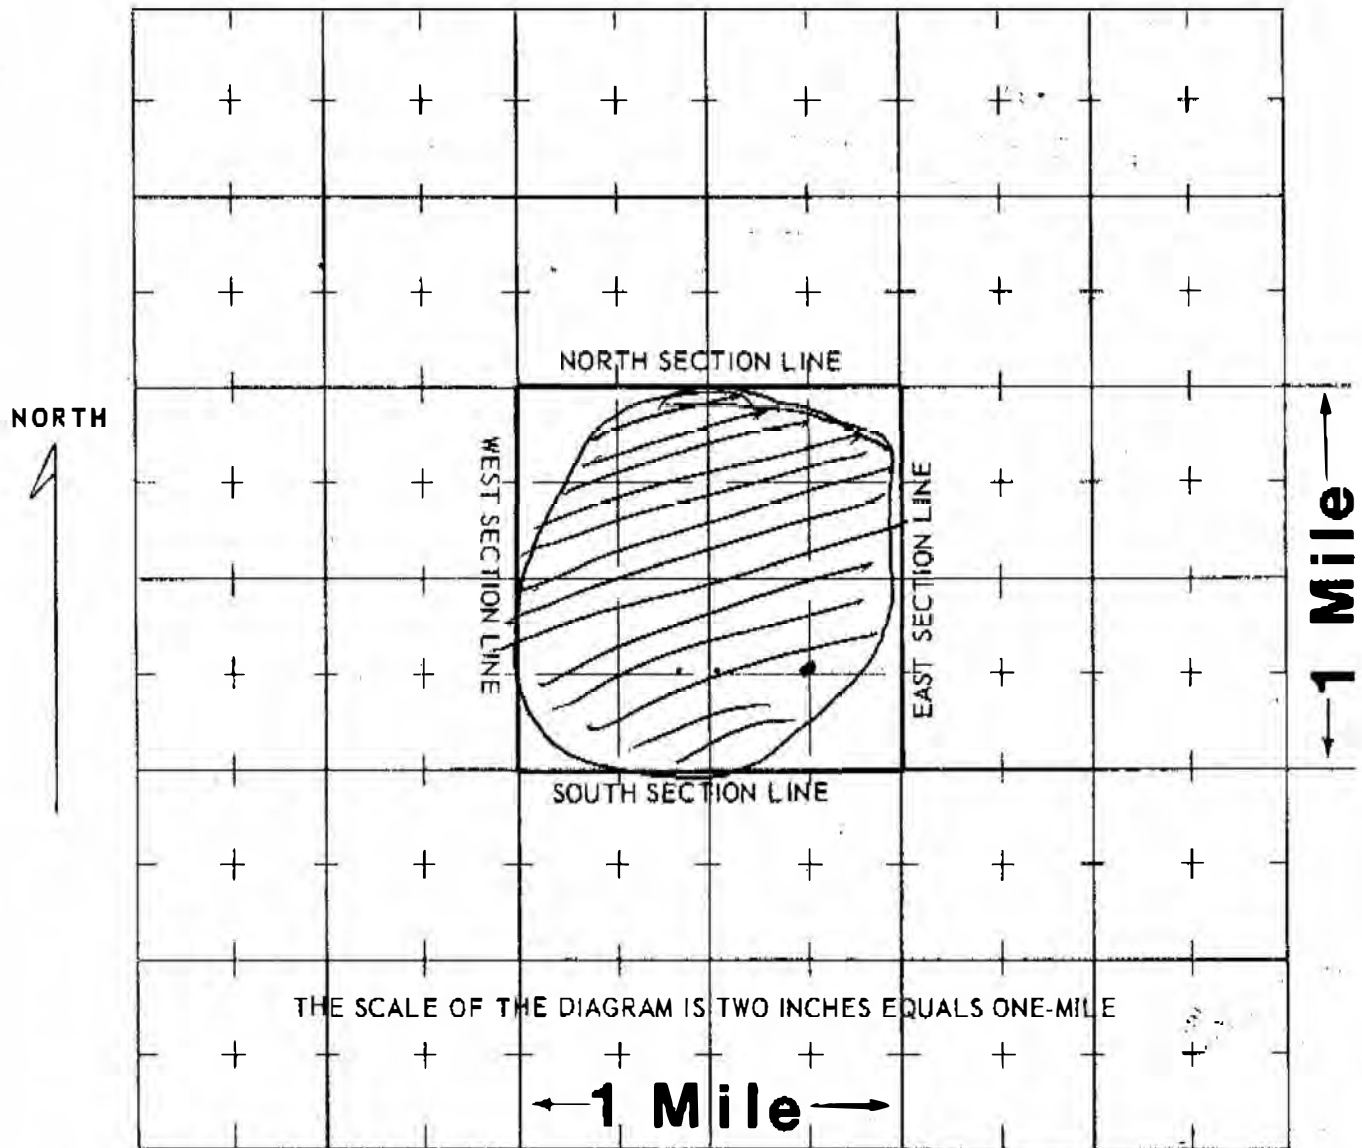 NORTH SECTION LINE
NORTH
WEST SECTION LINE
EAST SECTION LINE
1 Mile
SOUTH SECTION LINE
THE SCALE OF THE DIAGRAM IS TWO INCHES EQUALS ONE-MILE
1 Mile